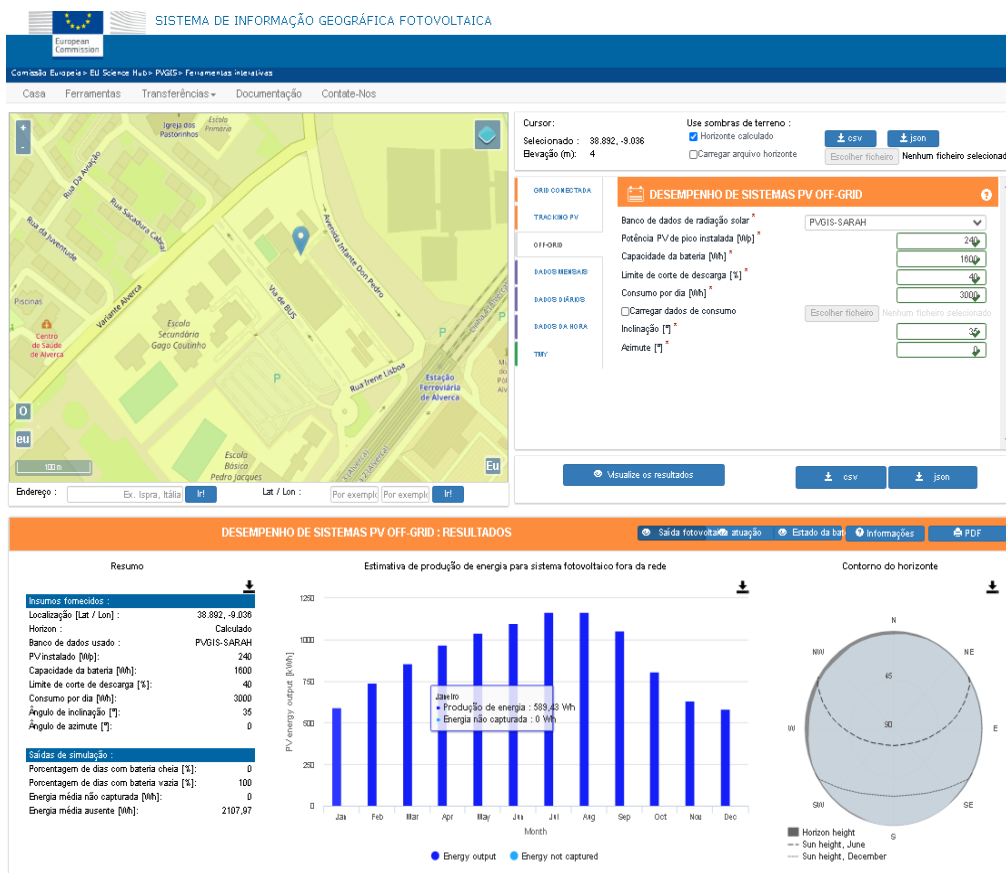 SISTEMA DE INFORMAÇÃO GEOGRÁFICA FOTOVOLTAICA
European
Commission
Comissão Europeia > EU Science Hub > PVGIS > Ferramentas interativas
Casa Ferramentas Transferências Documentação Contate-Nos
Igreja dos
Pastorinhos
Escola
Primária
Rua Da Aviação
Rua Sacadura Cabral
Rua da Juventude
Avenida Infante Don Pedro
Variante Alverca
Via de BUS
Piscinas
Centro
de Saúde
de Alverca
Escola
Secundária
Gago Coutinho
P
P
P
Rua Irene Lisboa
Estação
Ferroviária
de Alverca
Escola
Básica
Pedro Jacques
+
-
O
eu
100 m
Eu
Endereço : Ex. Ispra, Itália Ir! Lat / Lon : Por exemplo Por exemplo Ir!
Cursor:
Selecionado : 38.892, -9.036
Elevação (m): 4
Use sombras de terreno :
Horizonte calculado
csv json
Carregar arquivo horizonte
Escolher ficheiro Nenhum ficheiro selecionad
GRID CONECTADA
TRACKING PV
OFF-GRID
DADOS MENSAIS
DADOS DIÁRIOS
DADOS DA HORA
TMY
DESEMPENHO DE SISTEMAS PV OFF-GRID
Banco de dados de radiação solar * PVGIS-SARAH
Potência PV de pico instalada [Wp] * 240
Capacidade da bateria [Wh] * 1600
Limite de corte de descarga [%] * 40
Consumo por dia [Wh] * 3000
Carregar dados de consumo Escolher ficheiro Nenhum ficheiro selecionado
Inclinação [°] * 35
Azimute [°] * 0
Visualize os resultados csv json
DESEMPENHO DE SISTEMAS PV OFF-GRID : RESULTADOS
Saída fotovoltai atuação Estado da bat Informações PDF
Resumo
Insumos fornecidos :
Localização [Lat / Lon] : 38.892, -9.036
Horizon : Calculado
Banco de dados usado : PVGIS-SARAH
PV instalado [Wp]: 240
Capacidade da bateria [Wh]: 1600
Limite de corte de descarga [%]: 40
Consumo por dia [Wh]: 3000
Ângulo de inclinação [°]: 35
Ângulo de azimute [°]: 0
Saídas de simulação :
Porcentagem de dias com bateria cheia [%]: 0
Porcentagem de dias com bateria vazia [%]: 100
Energia média não capturada [Wh]: 0
Energia média ausente [Wh]: 2107,97
Estimativa de produção de energia para sistema fotovoltaico fora da rede
PV energy output [kWh]
1250
1000
750
500
250
0
Janeiro
Produção de energia : 589,43 Wh
Energia não capturada : 0 Wh
Jan Feb Mar Apr May Jun Jul Aug Sep Oct Nov Dec
Month
Energy output Energy not captured
Contorno do horizonte
N
NW NE
45
W 90 E
SW SE
S
Horizon height
Sun height, June
Sun height, December